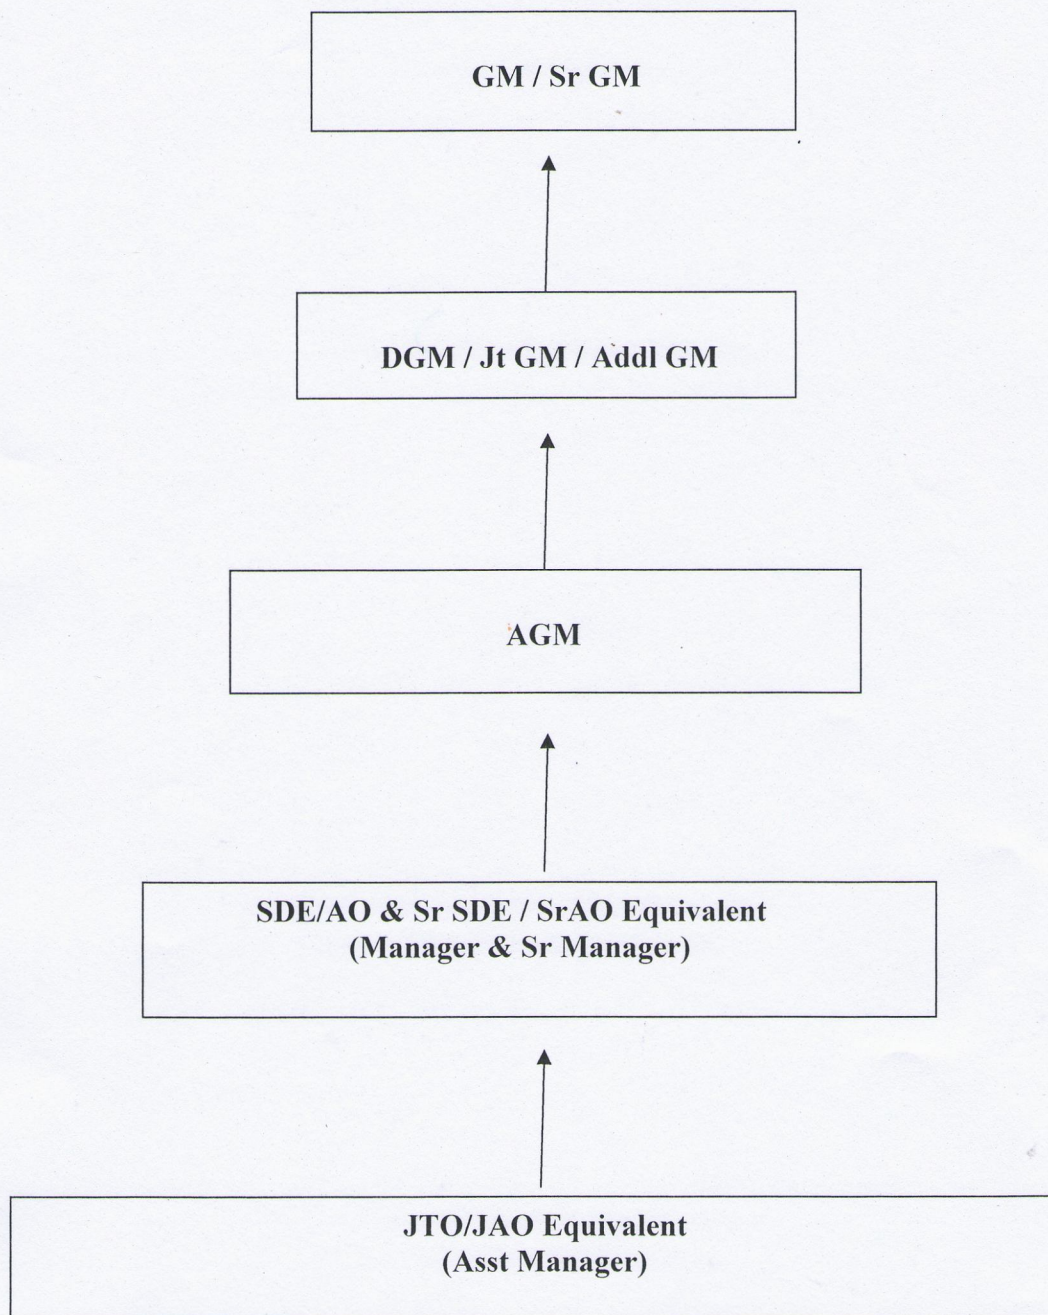 GM / Sr GM
DGM / Jt GM / Addl GM
AGM
SDE/AO & Sr SDE / SrAO Equivalent
(Manager & Sr Manager)
JTO/JAO Equivalent
(Asst Manager)